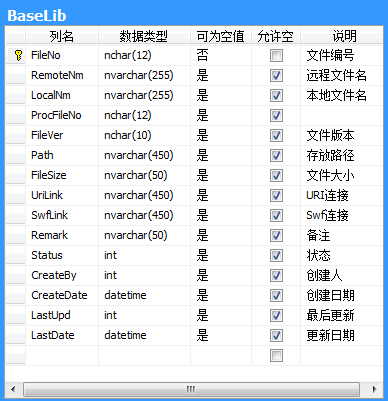 BaseLib
列名 数据类型 可为空值 允许空 说明
FileNo nchar(12) 否 文件编号
RemoteNm nvarchar(255) 是 远程文件名
LocalNm nvarchar(255) 是 本地文件名
ProcFileNo nchar(12) 是
FileVer nchar(10) 是 文件版本
Path nvarchar(450) 是 存放路径
FileSize nvarchar(50) 是 文件大小
UriLink nvarchar(450) 是 URI连接
SwfLink nvarchar(450) 是 Swf连接
Remark nvarchar(50) 是 备注
Status int 是 状态
CreateBy int 是 创建人
CreateDate datetime 是 创建日期
LastUpd int 是 最后更新
LastDate datetime 是 更新日期